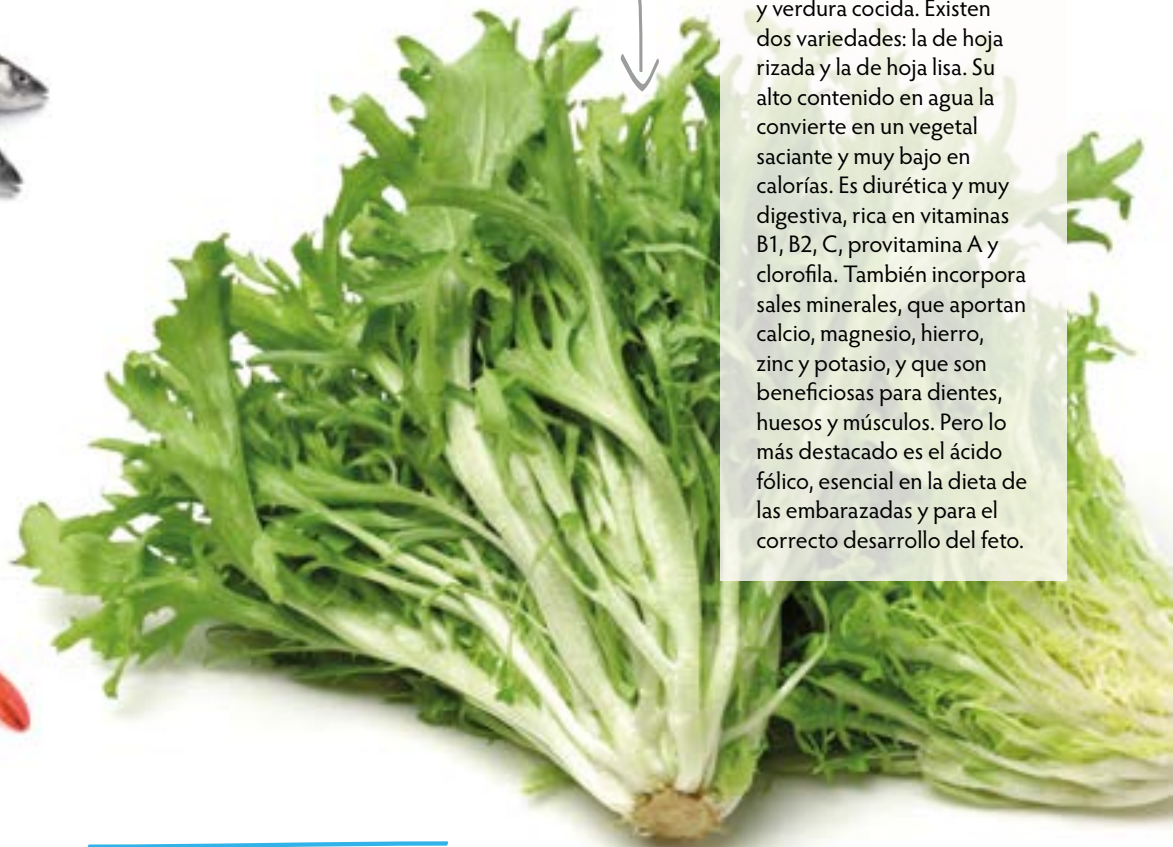 y verdura cocida. Existen
dos variedades: la de hoja
rizada y la de hoja lisa. Su
alto contenido en agua la
convierte en un vegetal
saciante y muy bajo en
calorías. Es diurética y muy
digestiva, rica en vitaminas
B1, B2, C, provitamina A y
clorofila. También incorpora
sales minerales, que aportan
calcio, magnesio, hierro,
zinc y potasio, y que son
beneficiosas para dientes,
huesos y músculos. Pero lo
más destacado es el ácido
fólico, esencial en la dieta de
las embarazadas y para el
correcto desarrollo del feto.